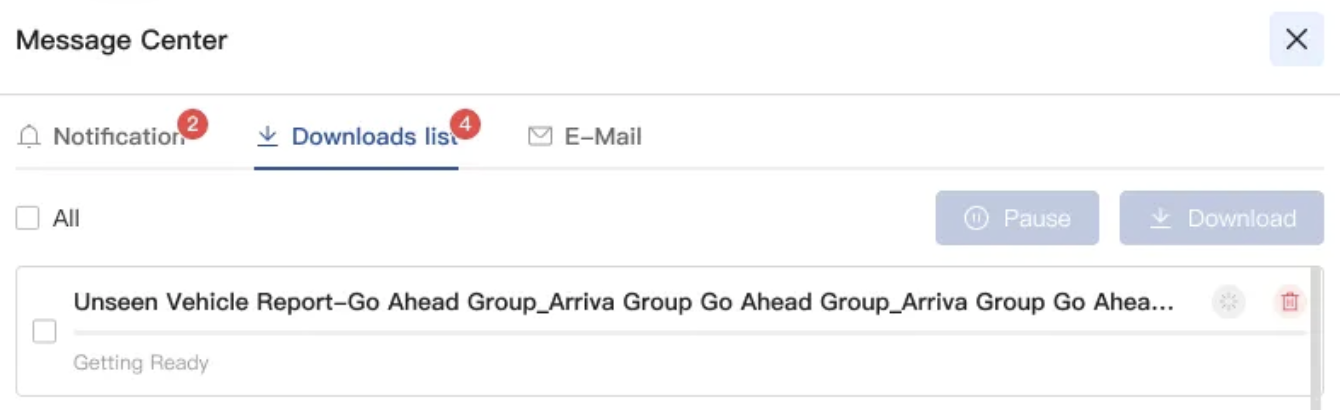 Message Center
Notification 2 Downloads list 4 E-Mail
All Pause Download
Unseen Vehicle Report-Go Ahead Group_Arriva Group Go Ahead Group_Arriva Group Go Ahea...
Getting Ready